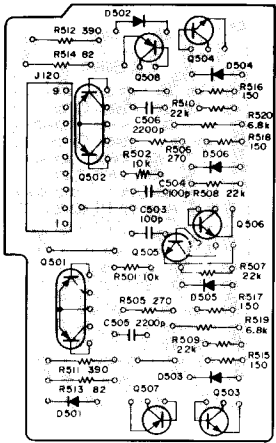 D502
R512 390
Q504
R514 82
Q508
D504
J120
R516
150
9
R510
22k
C506
2200p
R520
6.8k
R506
270
R518
150
R502
10k
D506
Q502
C504
100p
R508 22k
C503
100p
1
Q506
Q505
Q501
R507
22k
R501 10k
D505
R517
150
R505 270
R519
6.8k
C505 2200p
R509
22k
R515
150
R511 390
D503
R513 82
D501
Q507
Q503